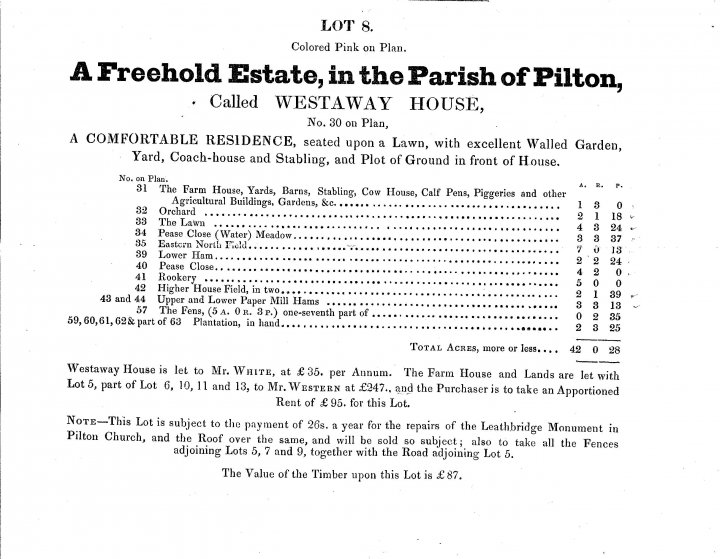 LOT 8.
Colored Pink on Plan.
A Freehold Estate, in the Parish of Pilton,
Called WESTAWAY HOUSE,
No. 30 on Plan,
A COMFORTABLE RESIDENCE, seated upon a Lawn, with excellent Walled Garden,
Yard, Coach-house and Stabling, and Plot of Ground in front of House.
No. on Plan. A. R. P.
31 The Farm House, Yards, Barns, Stabling, Cow House, Calf Pens, Piggeries and other
Agricultural Buildings, Gardens, &c. 1 3 0
32 Orchard 2 1 18
33 The Lawn 4 3 24
34 Pease Close (Water) Meadow 3 3 37
35 Eastern North Field 7 0 13
39 Lower Ham 2 2 24
40 Pease Close 4 2 0
41 Rookery 5 0 0
42 Higher House Field, in two 2 1 39
43 and 44 Upper and Lower Paper Mill Hams 3 3 13
57 The Fens, (5 A. 0 R. 3 P.) one-seventh part of 0 2 35
59, 60, 61, 62 & part of 63 Plantation, in hand 2 3 25
TOTAL ACRES, more or less.... 42 0 28
Westaway House is let to Mr. WHITE, at £35. per Annum. The Farm House and Lands are let with
Lot 5, part of Lot 6, 10, 11 and 13, to Mr. WESTERN at £247., and the Purchaser is to take an Apportioned
Rent of £95. for this Lot.
NOTE—This Lot is subject to the payment of 26s. a year for the repairs of the Leathbridge Monument in
Pilton Church, and the Roof over the same, and will be sold so subject; also to take all the Fences
adjoining Lots 5, 7 and 9, together with the Road adjoining Lot 5.
The Value of the Timber upon this Lot is £87.